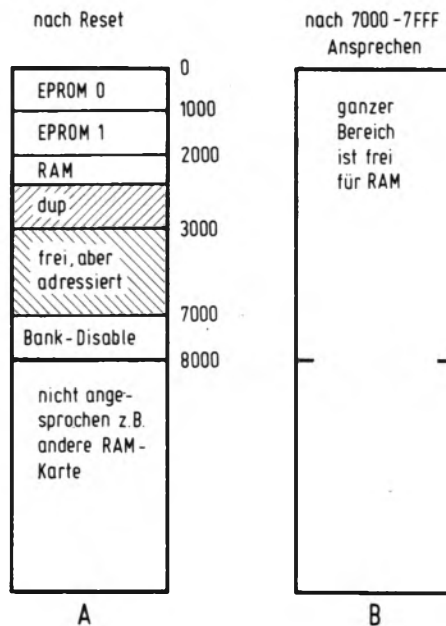 nach Reset
0
EPROM 0
1000
EPROM 1
2000
RAM
dup
3000
frei, aber
adressiert
7000
Bank-Disable
8000
nicht ange-
sprochen z.B.
andere RAM-
Karte
A
nach 7000-7FFF
Ansprechen
ganzer
Bereich
ist frei
für RAM
B